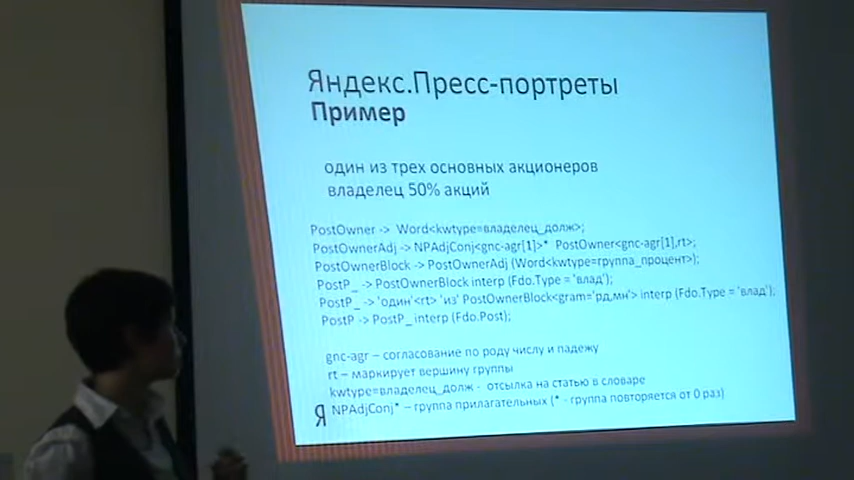 Яндекс.Пресс-портреты
Пример
один из трех основных акционеров
владелец 50% акций
PostOwner -> Word<kwtype=владелец_долж>;
PostOwnerAdj -> NPAdjConj<gnc-agr[1]>* PostOwner<gnc-agr[1],rt>;
PostOwnerBlock -> PostOwnerAdj (Word<kwtype=группа_процент>);
PostP_ -> PostOwnerBlock interp (Fdo.Type = 'влад');
PostP_ -> 'один'<rt> 'из' PostOwnerBlock<gram='рд,мн'> interp (Fdo.Type = 'влад');
PostP -> PostP_ interp (Fdo.Post);
gnc-agr – согласование по роду числу и падежу
rt – маркирует вершину группы
kwtype=владелец_долж - отсылка на статью в словаре
NPAdjConj* – группа прилагательных (* - группа повторяется от 0 раз)
Я